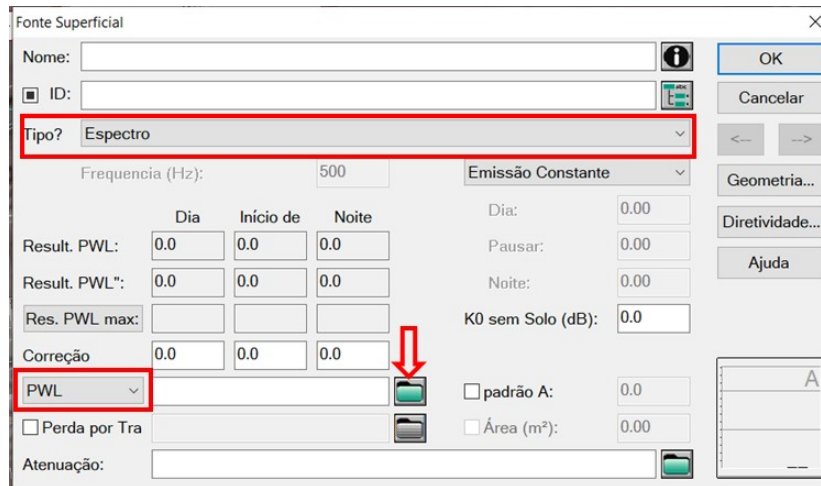 Fonte Superficial
Nome:
OK
ID:
Cancelar
Tipo? Espectro
<-- -->
Frequencia (Hz): 500 Emissão Constante
Geometria...
Dia Início de Noite Dia: 0.00
Diretividade...
Result. PWL: 0.0 0.0 0.0 Pausar: 0.00
Ajuda
Result. PWL": 0.0 0.0 0.0 Noite: 0.00
Res. PWL max: K0 sem Solo (dB): 0.0
Correção 0.0 0.0 0.0
PWL padrão A: 0.0 A
Perda por Tra Área (m²): 0.00
Atenuação: --